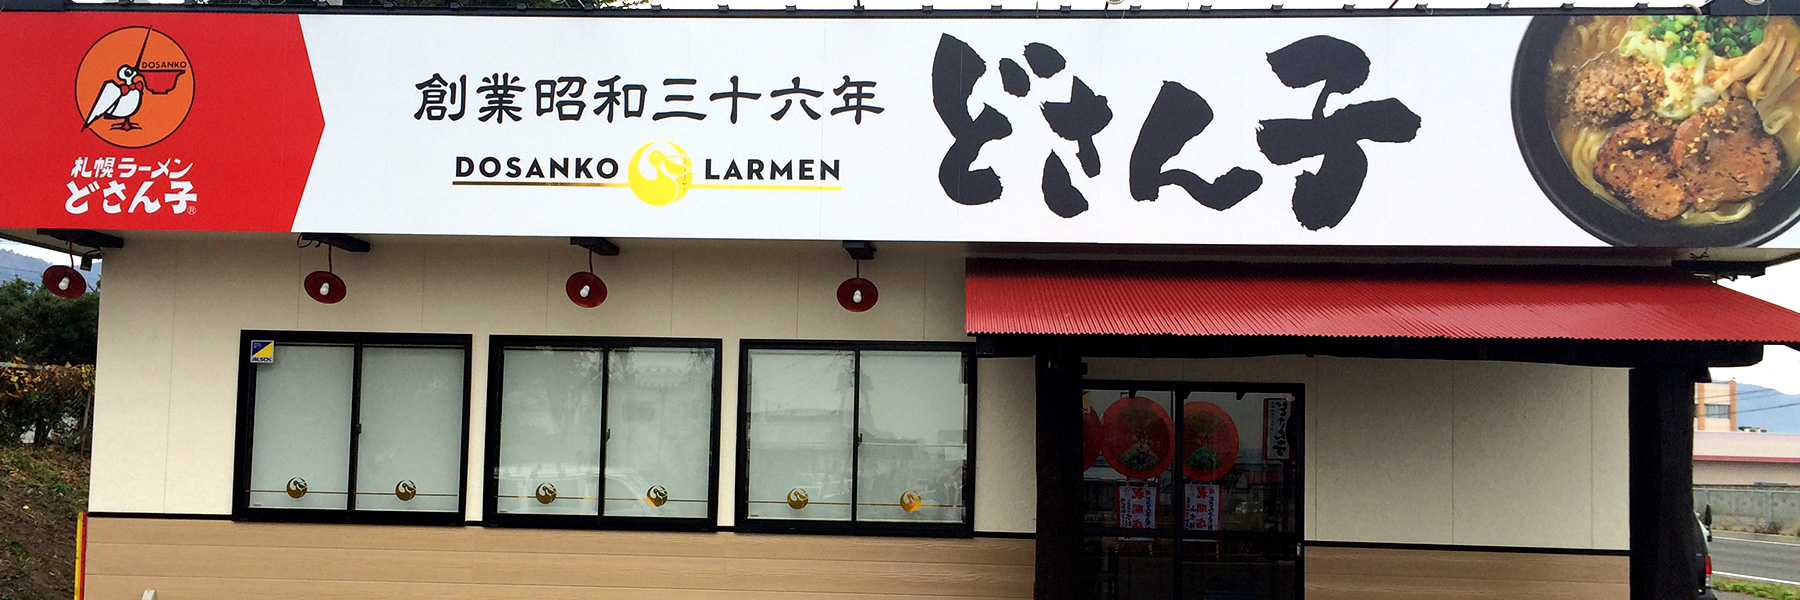 DOSANKO
札幌ラーメン
どさん子®
創業昭和三十六年
DOSANKO LARMEN
どさん子
ALSOK